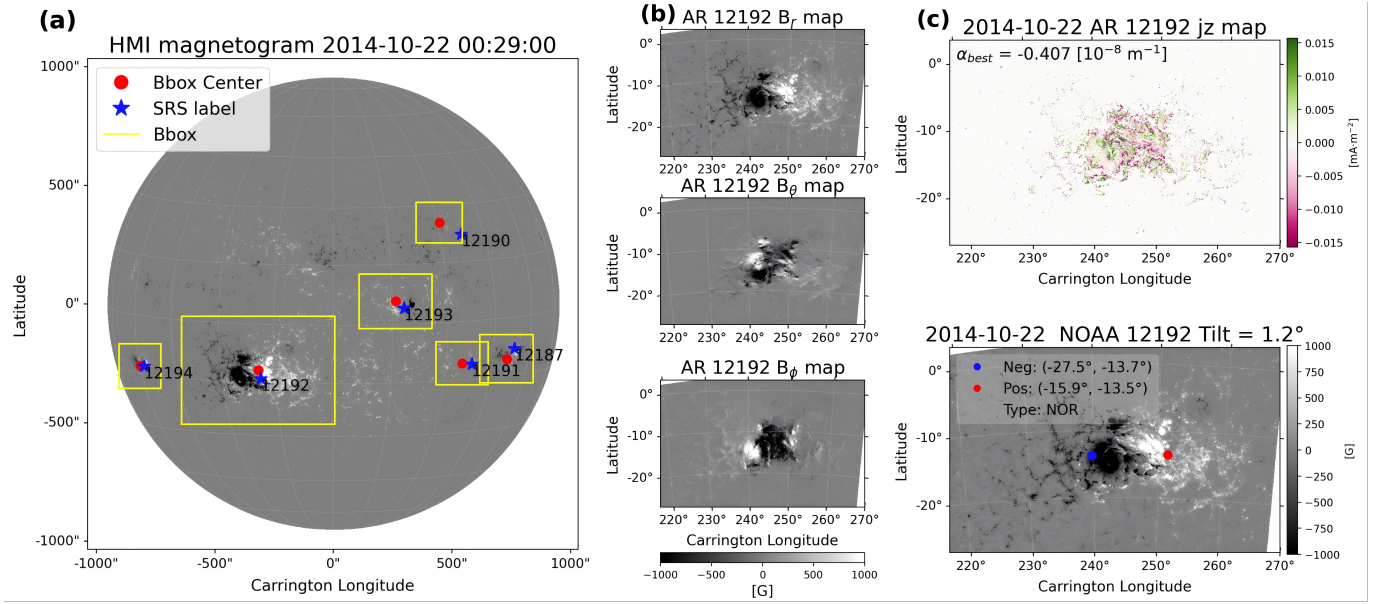 (a)
HMI magnetogram 2014-10-22 00:29:00
Bbox Center
SRS label
Bbox
1000"
500"
0"
-500"
-1000"
Latitude
12190
12193
12187
12191
12194
12192
-1000"
-500"
0"
500"
1000"
Carrington Longitude
(b)
AR 12192 Br map
Latitude
0°
-10°
-20°
220°
230°
240°
250°
260°
270°
AR 12192 Bθ map
Latitude
0°
-10°
-20°
220°
230°
240°
250°
260°
270°
AR 12192 Bϕ map
Latitude
0°
-10°
-20°
220°
230°
240°
250°
260°
270°
Carrington Longitude
−1000
−500
0
500
1000
[G]
(c)
2014-10-22 AR 12192 jz map
αbest = -0.407 [10⁻⁸ m⁻¹]
Latitude
0°
-10°
-20°
220°
230°
240°
250°
260°
270°
Carrington Longitude
0.015
0.010
0.005
0.000
−0.005
−0.010
−0.015
[mA·m⁻²]
2014-10-22 NOAA 12192 Tilt = 1.2°
Neg: (-27.5°, -13.7°)
Pos: (-15.9°, -13.5°)
Type: NOR
Latitude
0°
-10°
-20°
220°
230°
240°
250°
260°
270°
Carrington Longitude
1000
750
500
250
0
−250
−500
−750
−1000
[G]